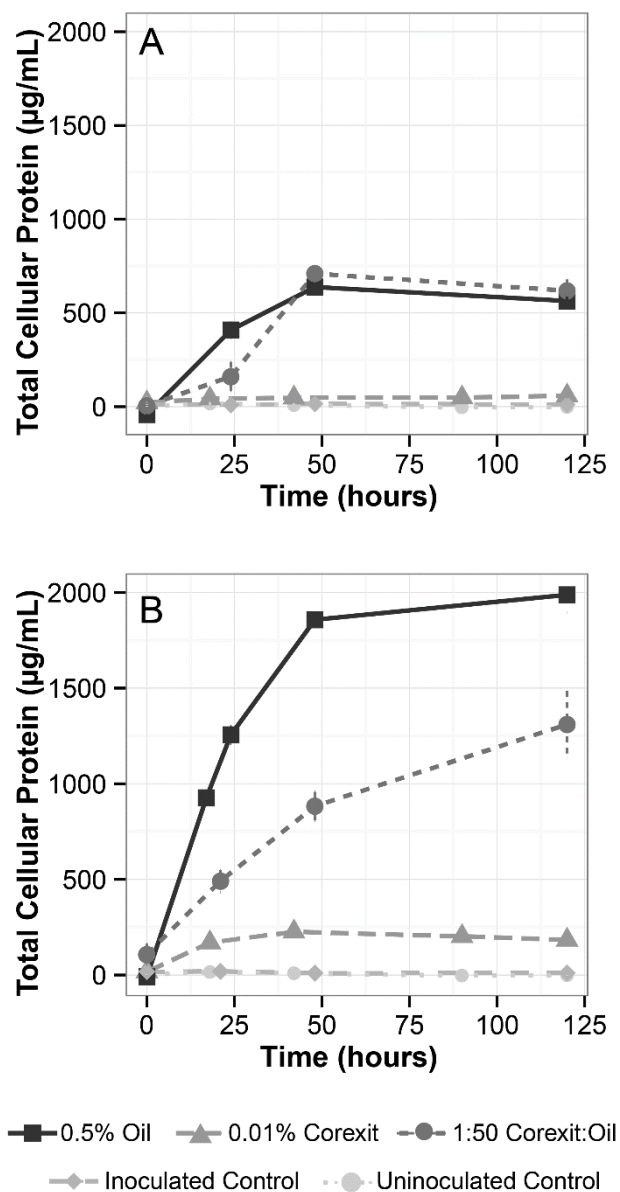 A
Total Cellular Protein (µg/mL)
2000
1500
1000
500
0
0 25 50 75 100 125
Time (hours)
B
Total Cellular Protein (µg/mL)
2000
1500
1000
500
0
0 25 50 75 100 125
Time (hours)
0.5% Oil 0.01% Corexit 1:50 Corexit:Oil
Inoculated Control Uninoculated Control